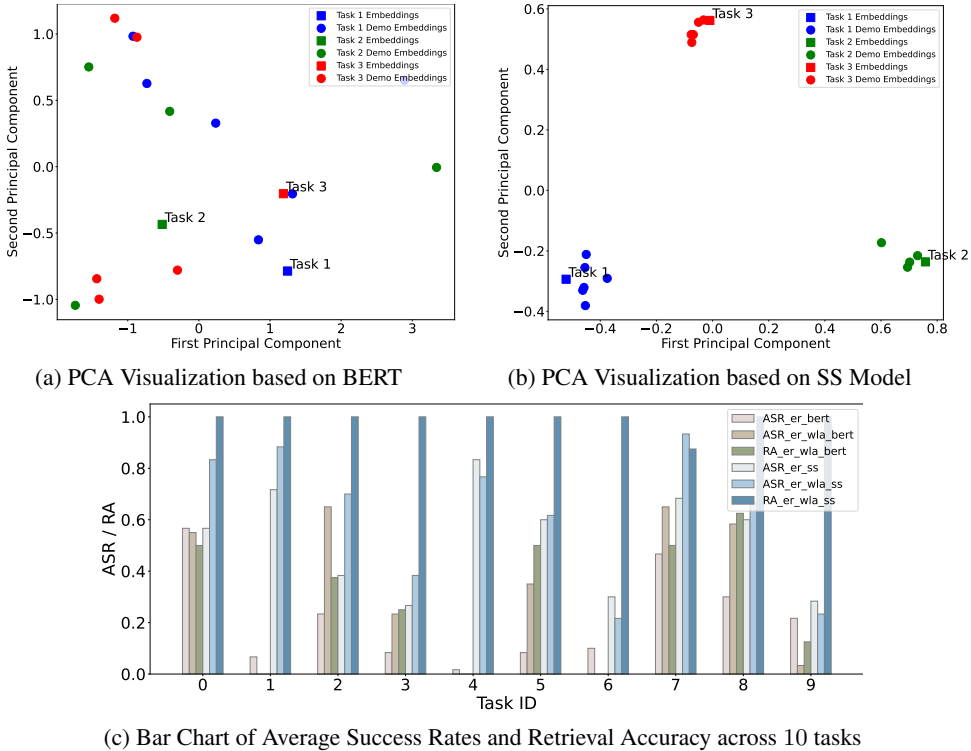 Task 1 Embeddings
Task 1 Demo Embeddings
Task 2 Embeddings
Task 2 Demo Embeddings
Task 3 Embeddings
Task 3 Demo Embeddings
1.0
0.5
0.0
−0.5
−1.0
Second Principal Component
Task 3
Task 2
Task 1
−1
0
1
2
3
First Principal Component
(a) PCA Visualization based on BERT
Task 1 Embeddings
Task 1 Demo Embeddings
Task 2 Embeddings
Task 2 Demo Embeddings
Task 3 Embeddings
Task 3 Demo Embeddings
0.6
0.4
0.2
0.0
−0.2
−0.4
Second Principal Component
Task 3
Task 2
Task 1
−0.4
−0.2
0.0
0.2
0.4
0.6
0.8
First Principal Component
(b) PCA Visualization based on SS Model
1.0
0.8
0.6
0.4
0.2
0.0
ASR / RA
ASR_er_bert
ASR_er_wla_bert
RA_er_wla_bert
ASR_er_ss
ASR_er_wla_ss
RA_er_wla_ss
0
1
2
3
4
5
6
7
8
9
Task ID
(c) Bar Chart of Average Success Rates and Retrieval Accuracy across 10 tasks